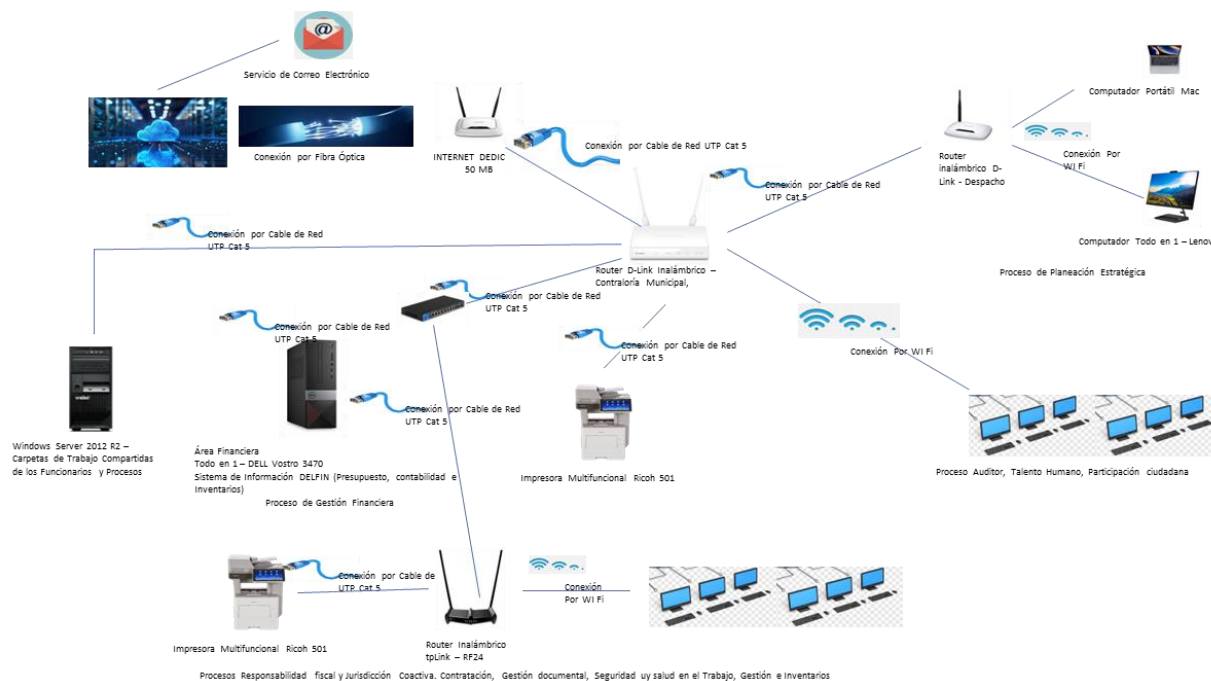 Servicio de Correo Electrónico
Conexión por Fibra Óptica
INTERNET DEDIC
50 MB
Conexión por Cable de Red UTP Cat 5
Conexión por Cable de Red
UTP Cat 5
Router
inalámbrico D-
Link - Despacho
Computador Portátil Mac
Conexión Por
WI Fi
Computador Todo en 1 – Lenov
Proceso de Planeación Estratégica
Conexión por Cable de Red
UTP Cat 5
Router D-Link Inalámbrico –
Contraloría Municipal,
Conexión por Cable de Red
UTP Cat 5
Conexión por Cable de Red
UTP Cat 5
Conexión por Cable de Red
UTP Cat 5
Conexión Por WI Fi
Conexión por Cable de Red
UTP Cat 5
Windows Server 2012 R2 –
Carpetas de Trabajo Compartidas
de los Funcionarios y Procesos
Área Financiera
Todo en 1 – DELL Vostro 3470
Sistema de Información DELFIN (Presupuesto, contabilidad e
Inventarios)
Proceso de Gestión Financiera
Impresora Multifuncional Ricoh 501
Proceso Auditor, Talento Humano, Participación ciudadana
Conexión por Cable de
UTP Cat 5
Conexión
Por WI Fi
Impresora Multifuncional Ricoh 501
Router Inalámbrico
tpLink – RF24
Procesos Responsabilidad fiscal y Jurisdicción Coactiva. Contratación, Gestión documental, Seguridad uy salud en el Trabajo, Gestión e Inventarios